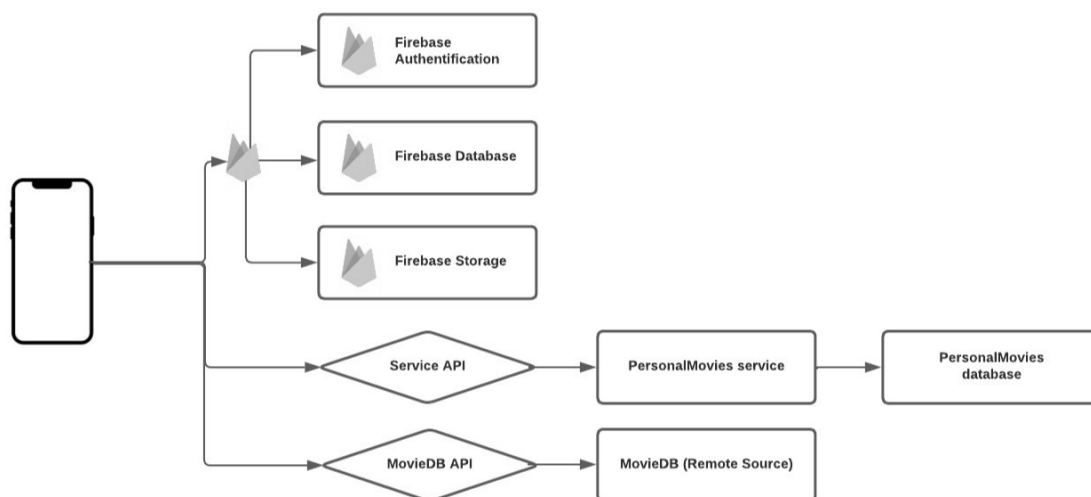 Firebase
Authentification
Firebase Database
Firebase Storage
Service API
PersonalMovies service
PersonalMovies
database
MovieDB API
MovieDB (Remote Source)